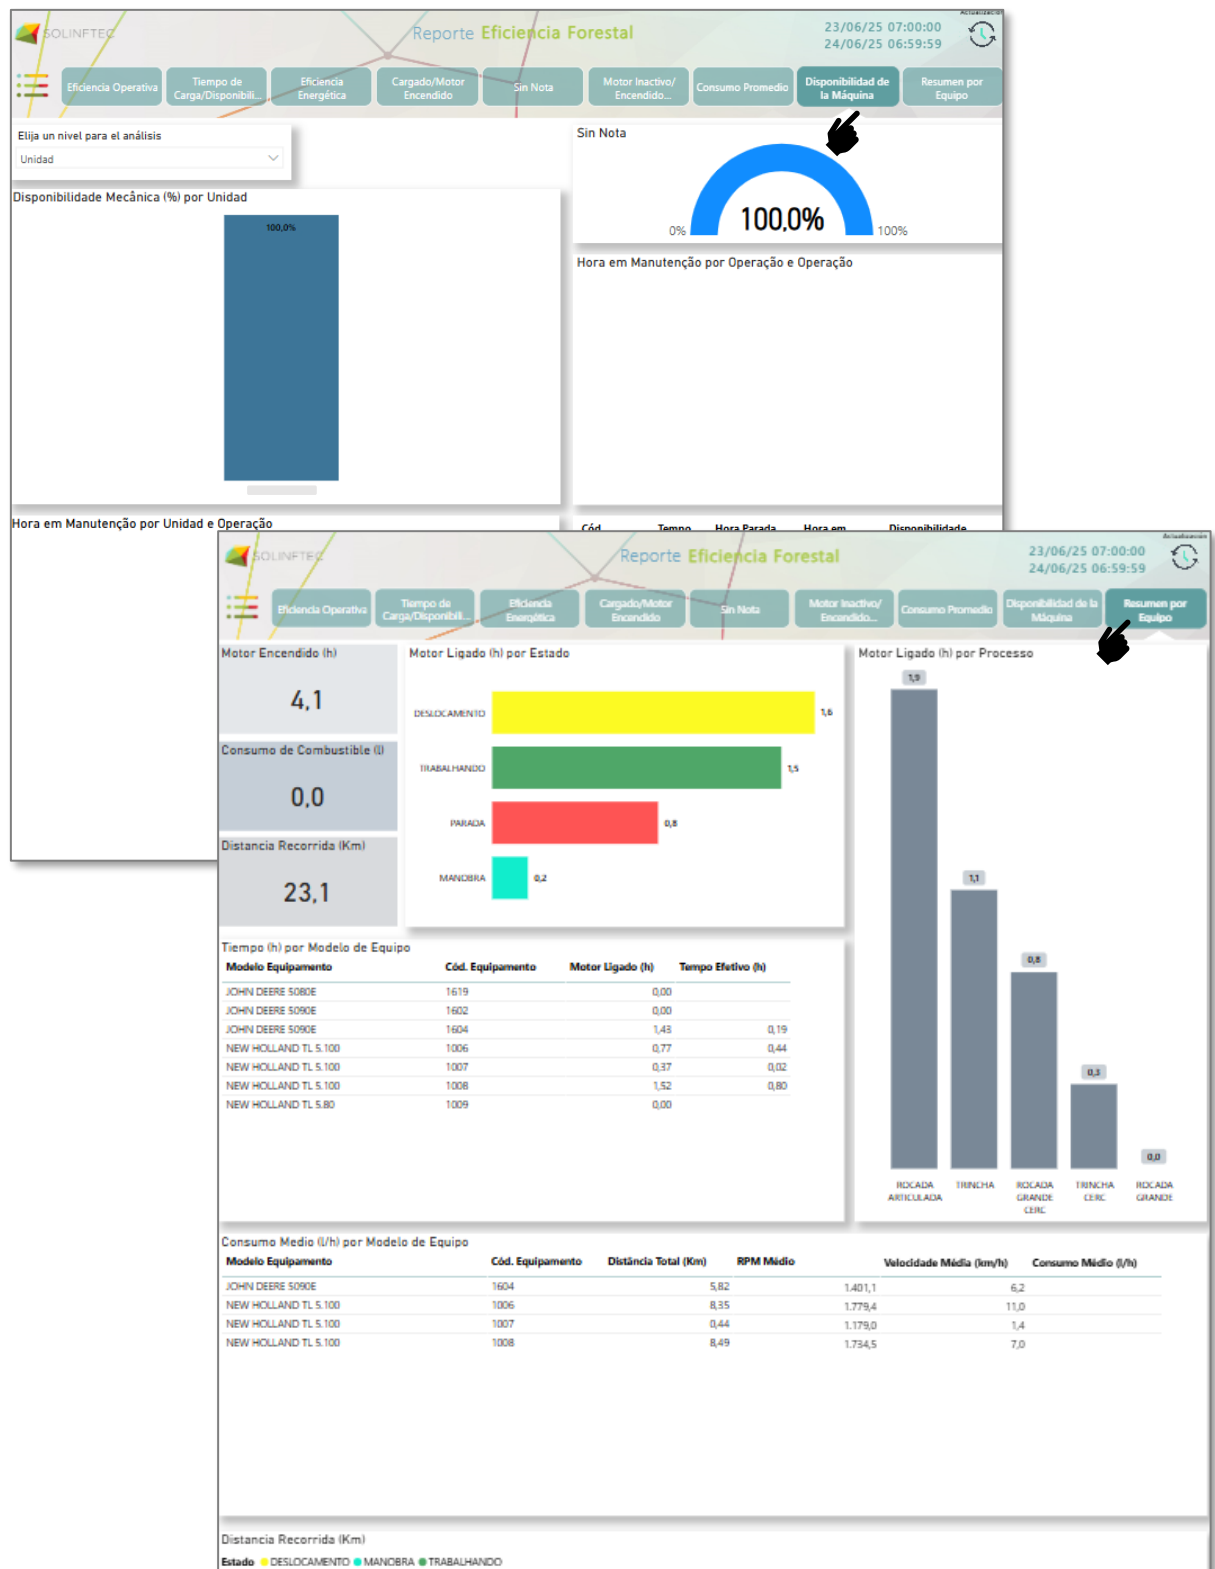 SOLINFTEC
Reporte Eficiencia Forestal
Actualización
23/06/25 07:00:00
24/06/25 06:59:59
Eficiencia Operativa
Tiempo de
Carga/Disponibili...
Eficiencia
Energética
Cargado/Motor
Encendido
Sin Nota
Motor Inactivo/
Encendido...
Consumo Promedio
Disponibilidad de
la Máquina
Resumen por
Equipo
Elija un nivel para el análisis
Unidad
Sin Nota
0% 100,0% 100%
Disponibilidade Mecânica (%) por Unidad
100,0%
Hora em Manutenção por Operação e Operação
Hora em Manutenção por Unidad e Operação
Cód. Tempo Hora Parada Hora em Disponibilidade
SOLINFTEC
Reporte Eficiencia Forestal
Actualización
23/06/25 07:00:00
24/06/25 06:59:59
Eficiencia Operativa
Tiempo de
Carga/Disponibili...
Eficiencia
Energética
Cargado/Motor
Encendido
Sin Nota
Motor Inactivo/
Encendido...
Consumo Promedio
Disponibilidad de la
Máquina
Resumen por
Equipo
Motor Encendido (h)
4,1
Consumo de Combustible (l)
0,0
Distancia Recorrida (Km)
23,1
Motor Ligado (h) por Estado
DESLOCAMENTO 1,6
TRABALHANDO 1,5
PARADA 0,8
MANOBRA 0,2
Motor Ligado (h) por Processo
1,9
1,1
0,8
0,3
0,0
ROCADA
ARTICULADA
TRINCHA
ROCADA
GRANDE
CERC
TRINCHA
CERC
ROCADA
GRANDE
Tiempo (h) por Modelo de Equipo
Modelo Equipamento Cód. Equipamento Motor Ligado (h) Tempo Efetivo (h)
JOHN DEERE 5080E 1619 0,00
JOHN DEERE 5090E 1602 0,00
JOHN DEERE 5090E 1604 1,43 0,19
NEW HOLLAND TL 5.100 1006 0,77 0,44
NEW HOLLAND TL 5.100 1007 0,37 0,02
NEW HOLLAND TL 5.100 1008 1,52 0,80
NEW HOLLAND TL 5.80 1009 0,00
Consumo Medio (l/h) por Modelo de Equipo
Modelo Equipamento Cód. Equipamento Distância Total (Km) RPM Médio Velocidade Média (km/h) Consumo Médio (l/h)
JOHN DEERE 5090E 1604 5,82 1.401,1 6,2
NEW HOLLAND TL 5.100 1006 8,35 1.779,4 11,0
NEW HOLLAND TL 5.100 1007 0,44 1.179,0 1,4
NEW HOLLAND TL 5.100 1008 8,49 1.734,5 7,0
Distancia Recorrida (Km)
Estado DESLOCAMENTO MANOBRA TRABALHANDO